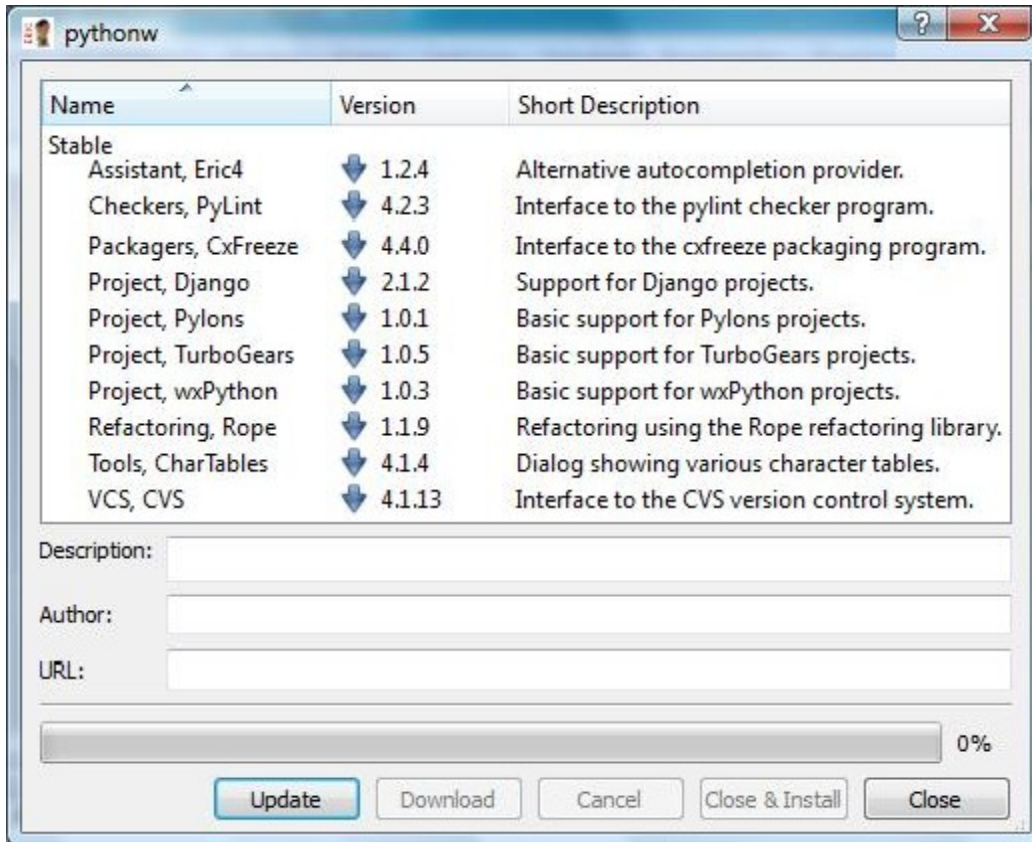 pythonw
Name Version Short Description
Stable
Assistant, Eric4 1.2.4 Alternative autocompletion provider.
Checkers, PyLint 4.2.3 Interface to the pylint checker program.
Packagers, CxFreeze 4.4.0 Interface to the cxfreeze packaging program.
Project, Django 2.1.2 Support for Django projects.
Project, Pylons 1.0.1 Basic support for Pylons projects.
Project, TurboGears 1.0.5 Basic support for TurboGears projects.
Project, wxPython 1.0.3 Basic support for wxPython projects.
Refactoring, Rope 1.1.9 Refactoring using the Rope refactoring library.
Tools, CharTables 4.1.4 Dialog showing various character tables.
VCS, CVS 4.1.13 Interface to the CVS version control system.
Description:
Author:
URL:
0%
Update Download Cancel Close & Install Close